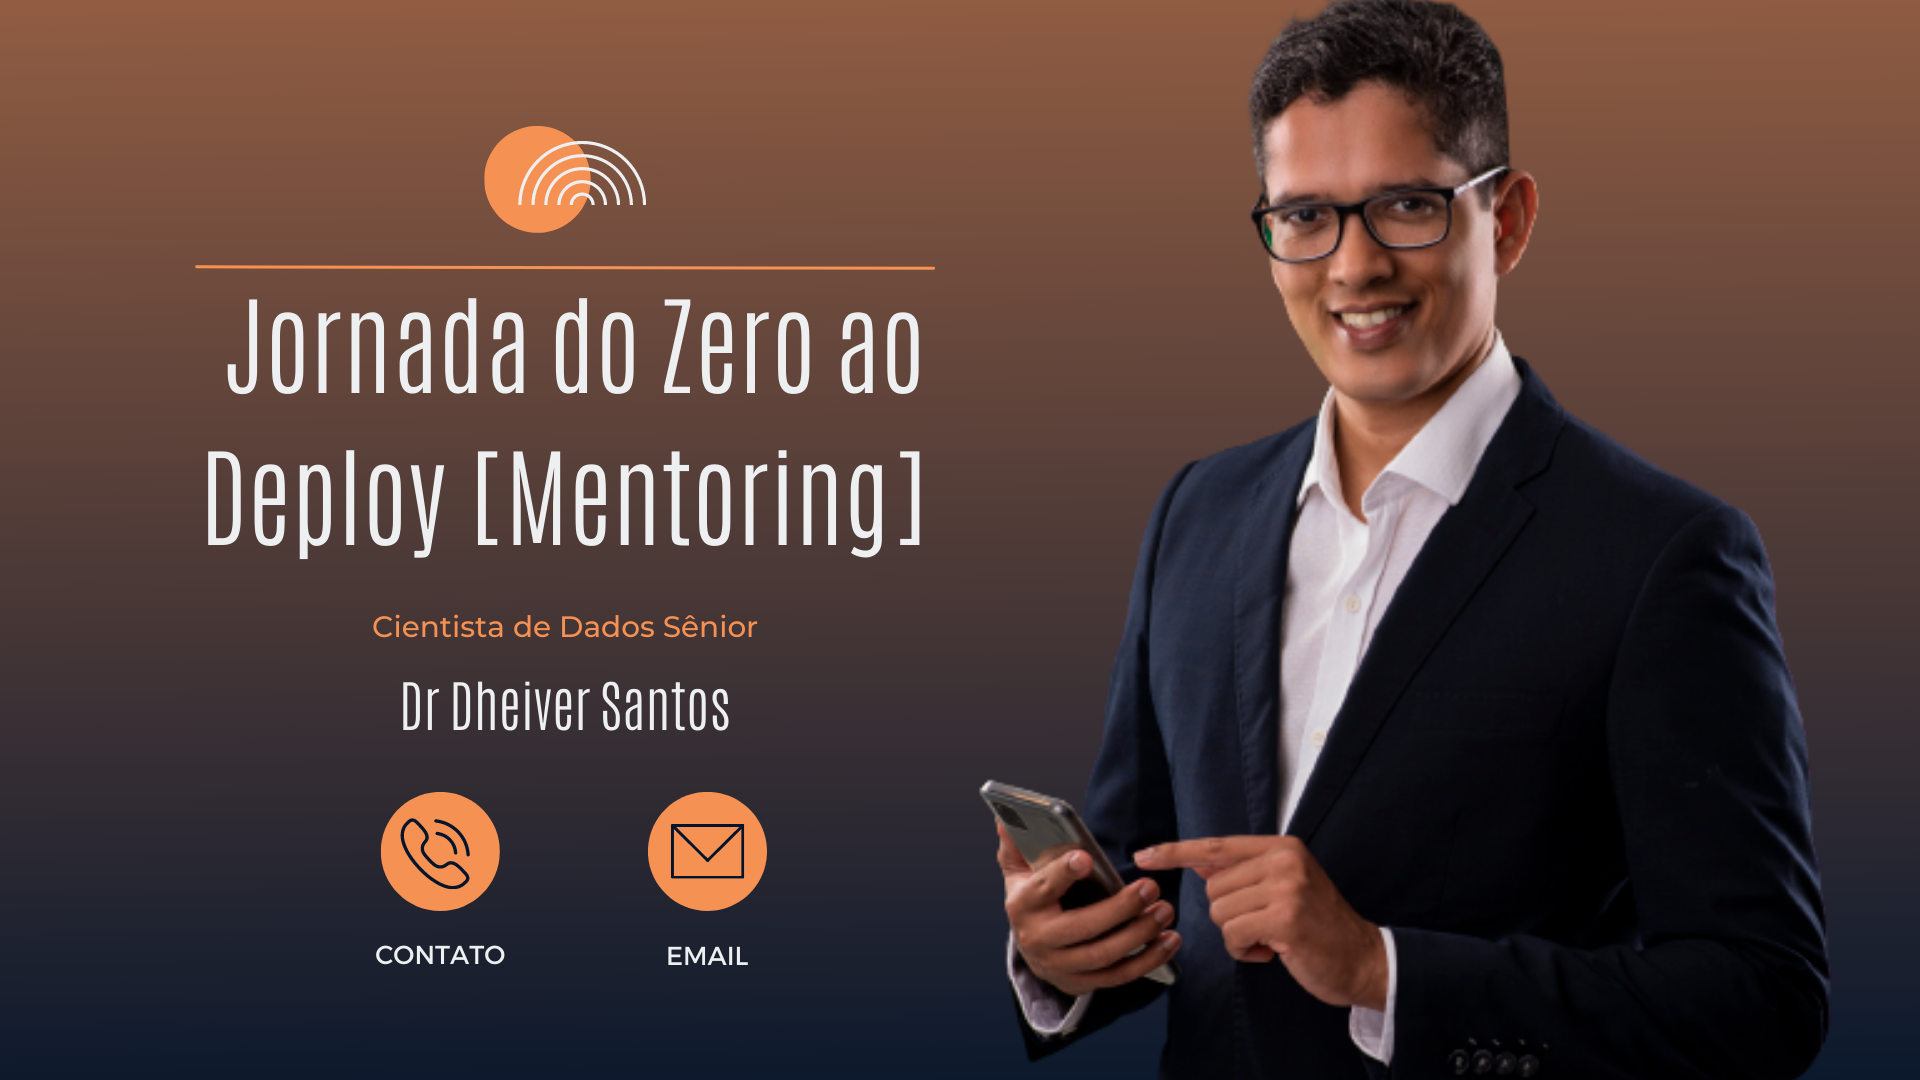 Jornada do Zero ao
Deploy [Mentoring]
Cientista de Dados Sênior
Dr Dheiver Santos
CONTATO
EMAIL